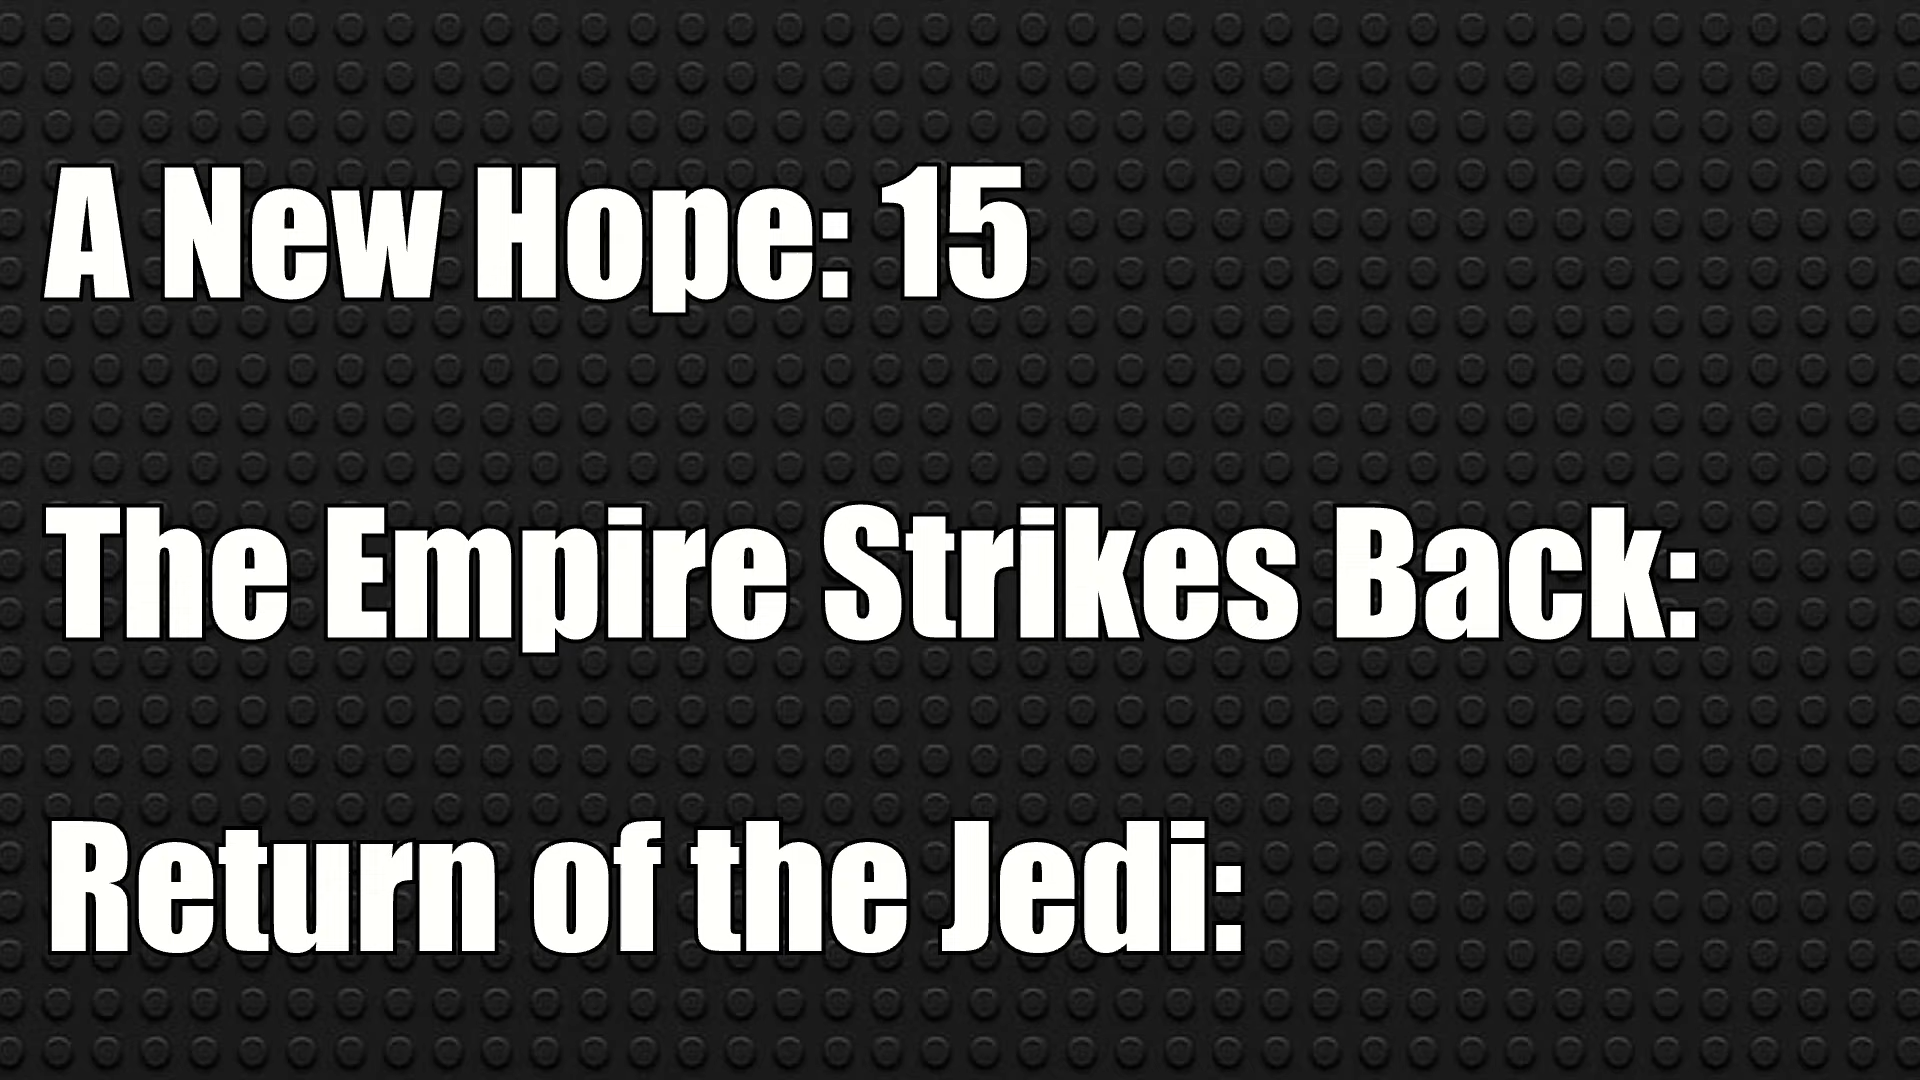 A New Hope: 15
The Empire Strikes Back:
Return of the Jedi: